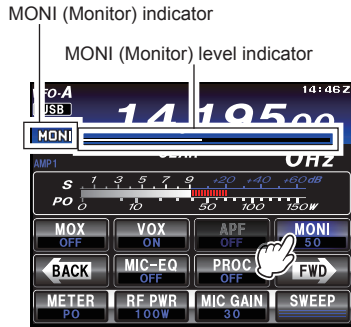 MONI (Monitor) indicator
MONI (Monitor) level indicator
VFO-A
14:46Z
USB
14,195,00
MONI
AMP1
0Hz
S 1 3 5 7 9 +20 +40 +60dB
PO 0 10 50 100 150W
MOX VOX APF MONI
OFF ON OFF 50
BACK MIC-EQ PROC FWD
OFF OFF
METER RF PWR MIC GAIN SWEEP
PO 100W 30